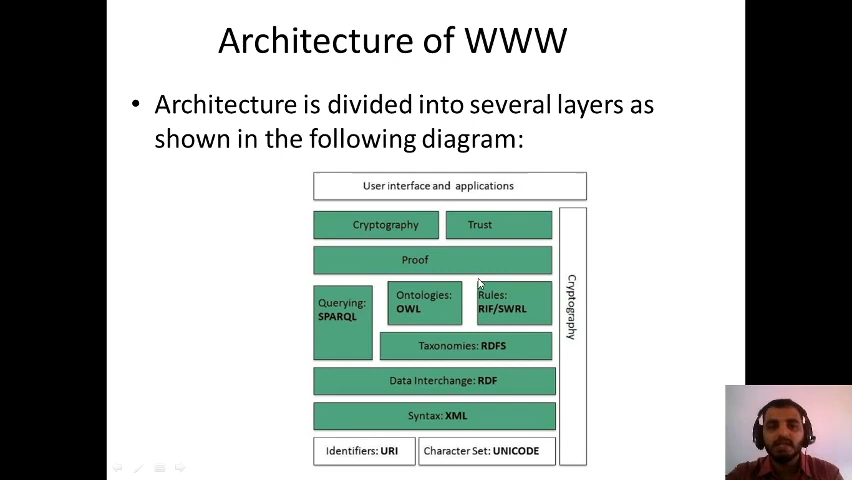 Architecture of WWW
• Architecture is divided into several layers as
shown in the following diagram:
User interface and applications
Cryptography
Trust
Proof
Querying:
SPARQL
Ontologies:
OWL
Rules:
RIF/SWRL
Taxonomies: RDFS
Data Interchange: RDF
Syntax: XML
Identifiers: URI
Character Set: UNICODE
Cryptography